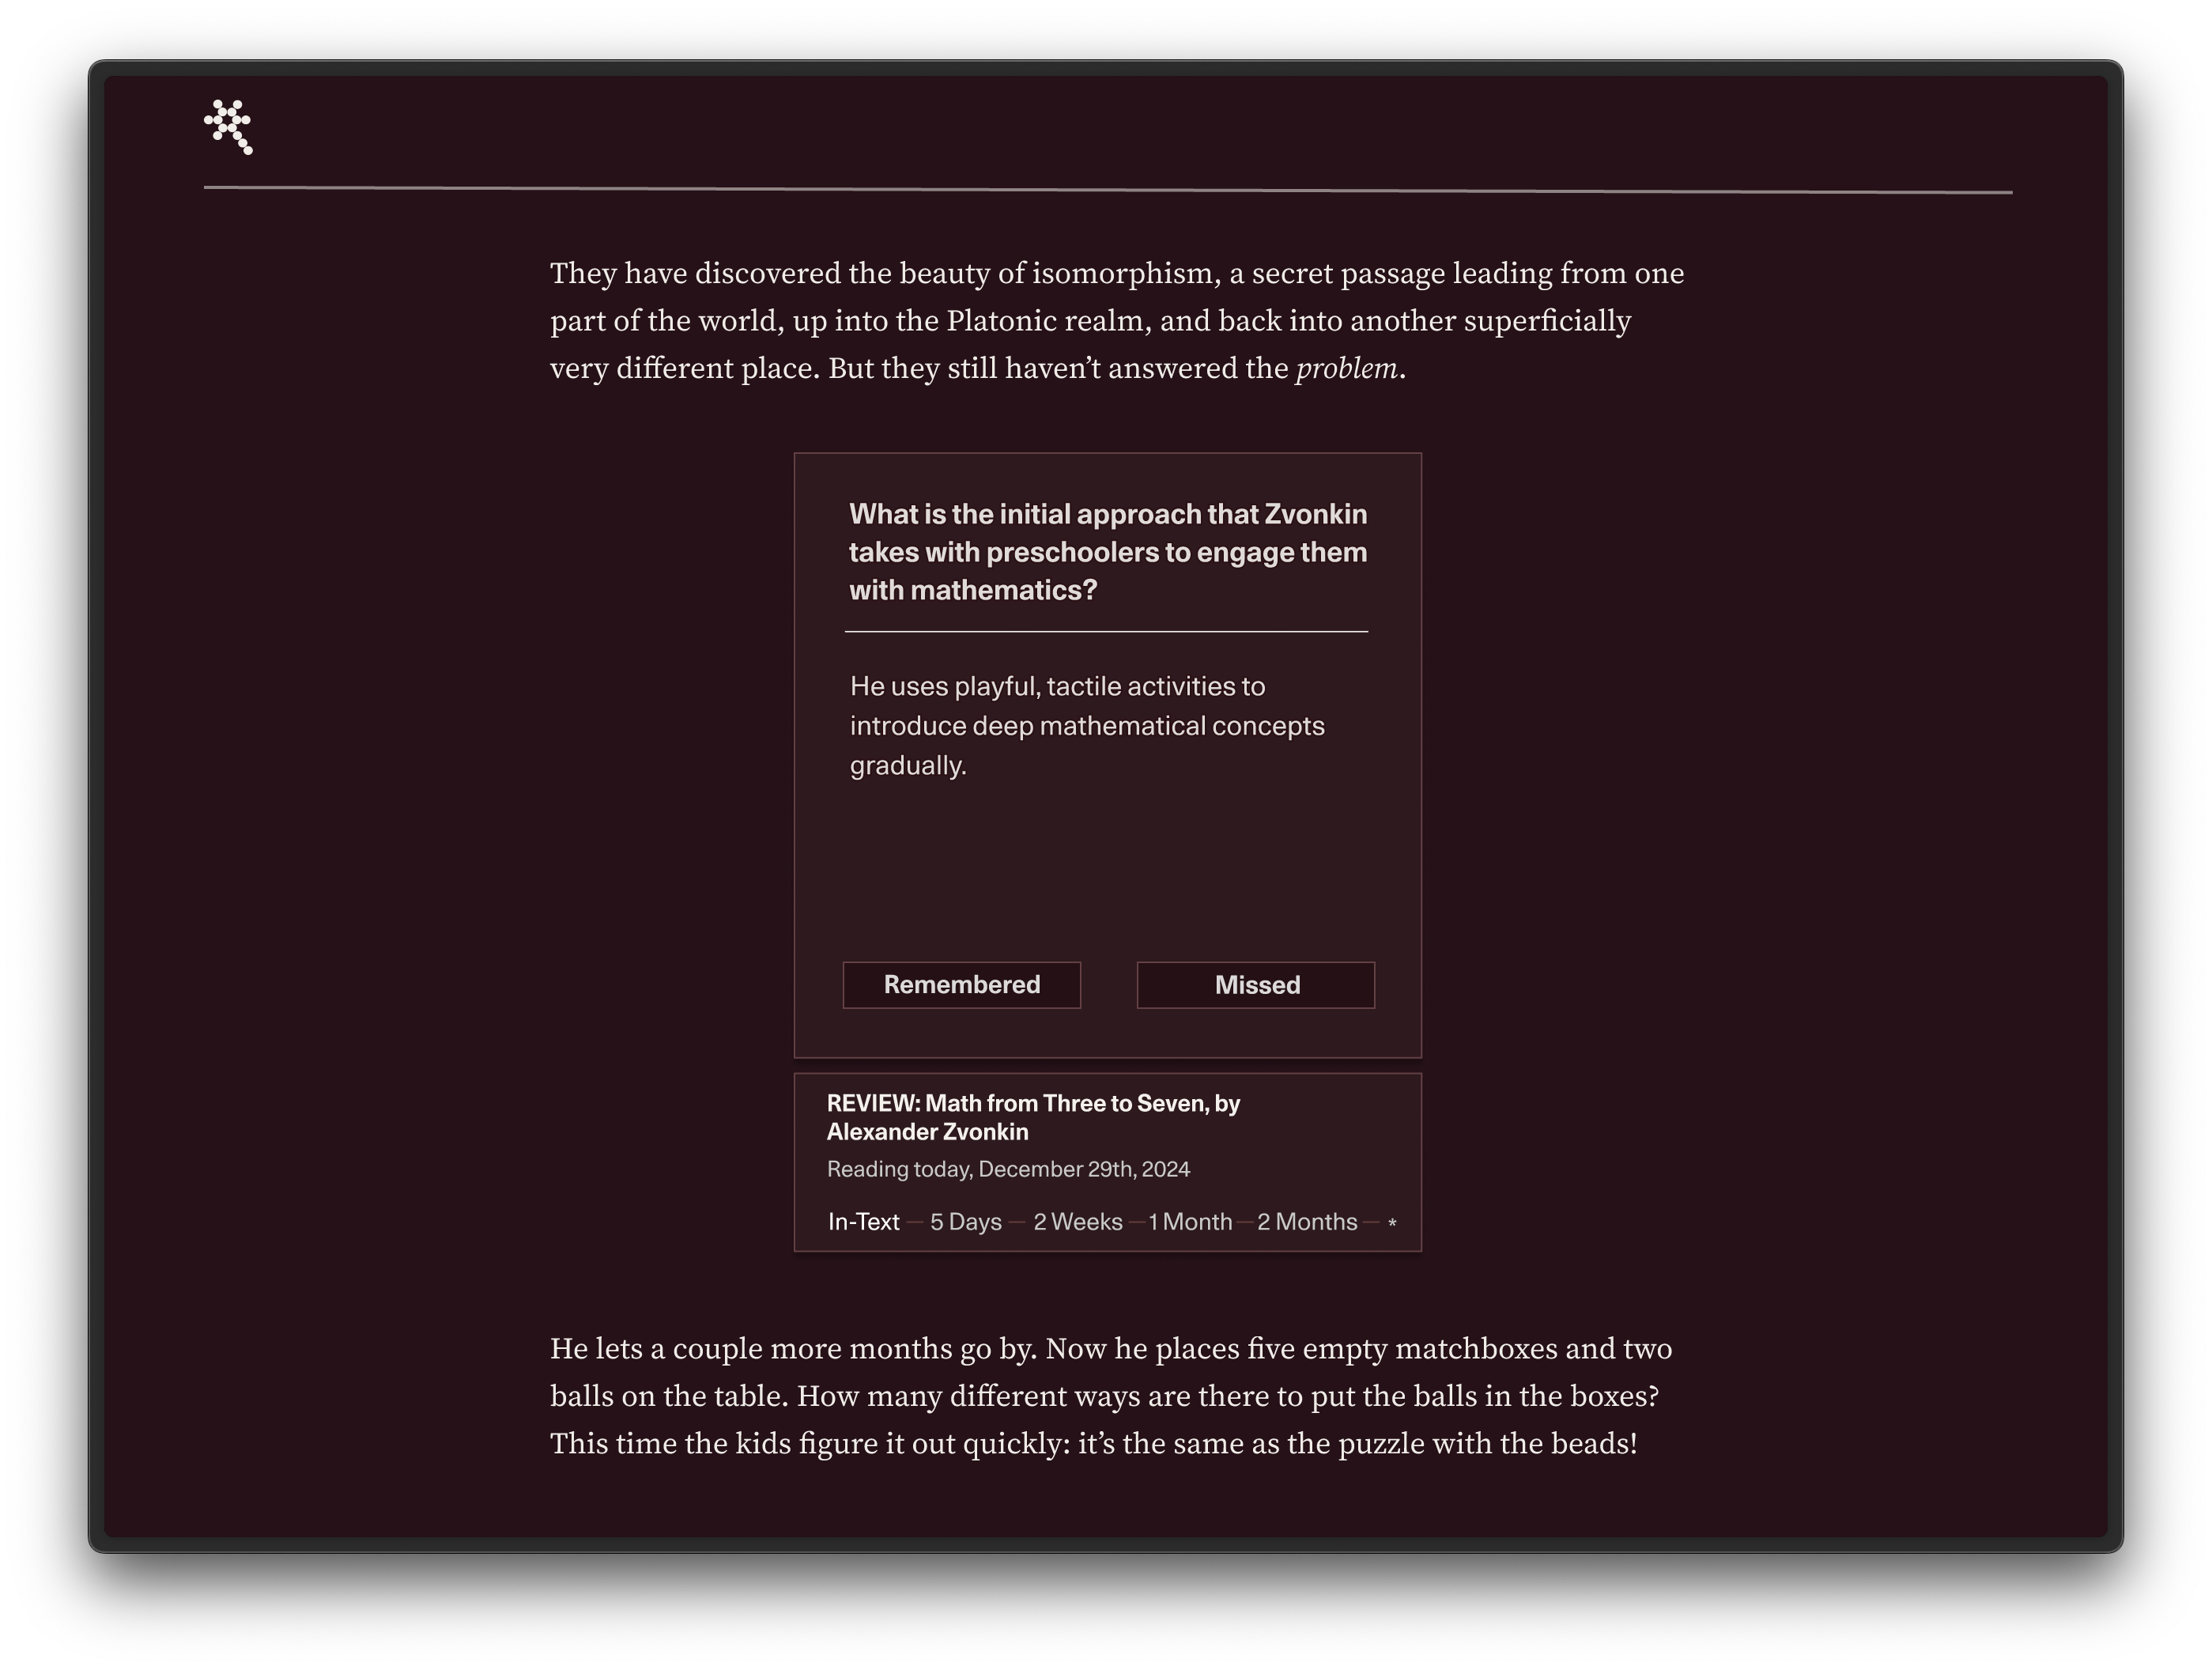 They have discovered the beauty of isomorphism, a secret passage leading from one
part of the world, up into the Platonic realm, and back into another superficially
very different place. But they still haven’t answered the problem.
What is the initial approach that Zvonkin
takes with preschoolers to engage them
with mathematics?
He uses playful, tactile activities to
introduce deep mathematical concepts
gradually.
Remembered Missed
REVIEW: Math from Three to Seven, by
Alexander Zvonkin
Reading today, December 29th, 2024
In-Text — 5 Days — 2 Weeks — 1 Month — 2 Months — *
He lets a couple more months go by. Now he places five empty matchboxes and two
balls on the table. How many different ways are there to put the balls in the boxes?
This time the kids figure it out quickly: it’s the same as the puzzle with the beads!